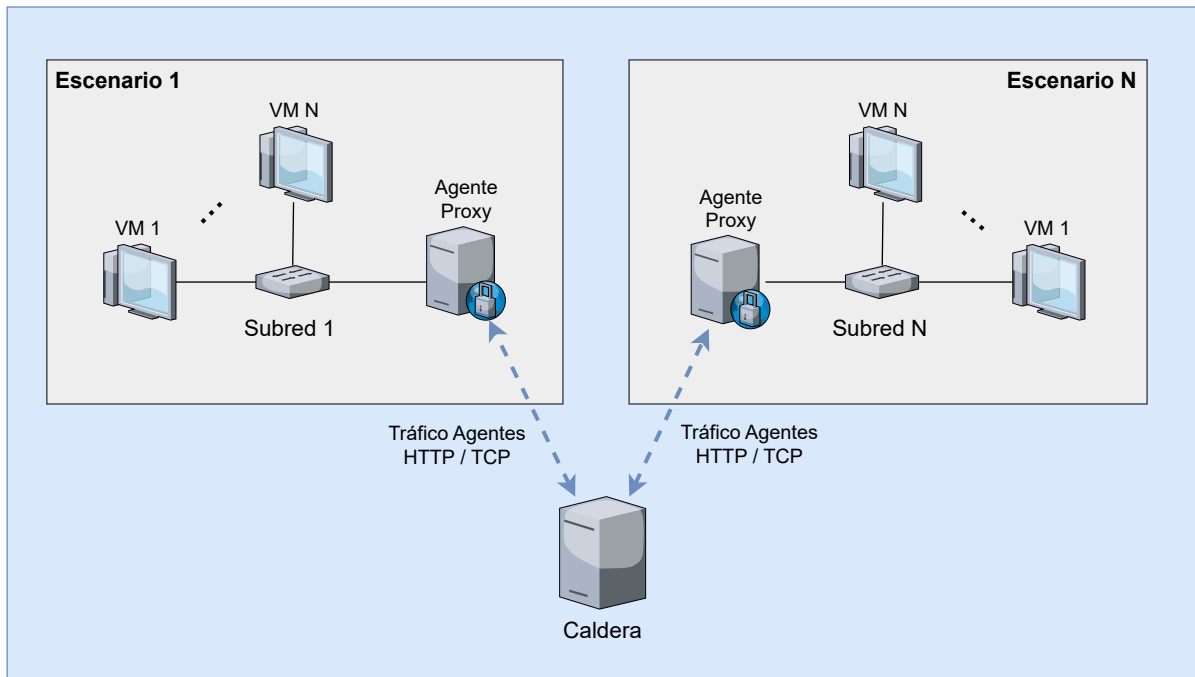 Escenario 1
VM N
VM 1
Agente
Proxy
Subred 1
Escenario N
VM N
Agente
Proxy
VM 1
Subred N
Tráfico Agentes
HTTP / TCP
Tráfico Agentes
HTTP / TCP
Caldera